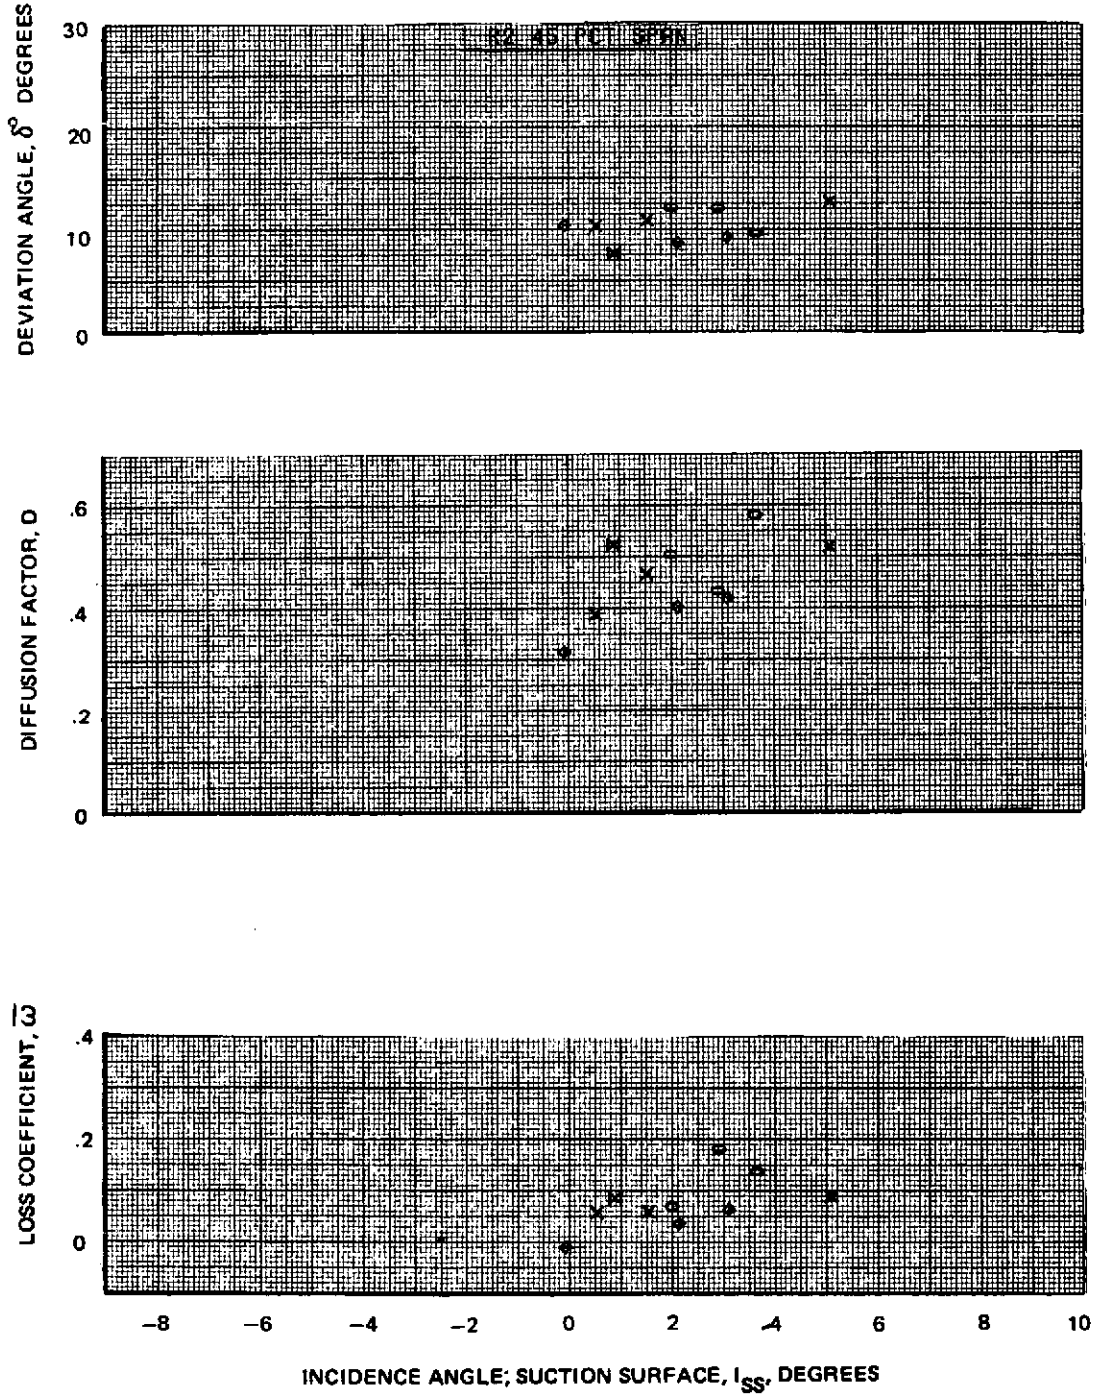 R2 45 PCT SPAN
DEVIATION ANGLE, δ° DEGREES
30
20
10
0
DIFFUSION FACTOR, D
.6
.4
.2
0
LOSS COEFFICIENT, ω̅
.4
.2
0
−8 −6 −4 −2 0 2 4 6 8 10
INCIDENCE ANGLE; SUCTION SURFACE, ISS, DEGREES